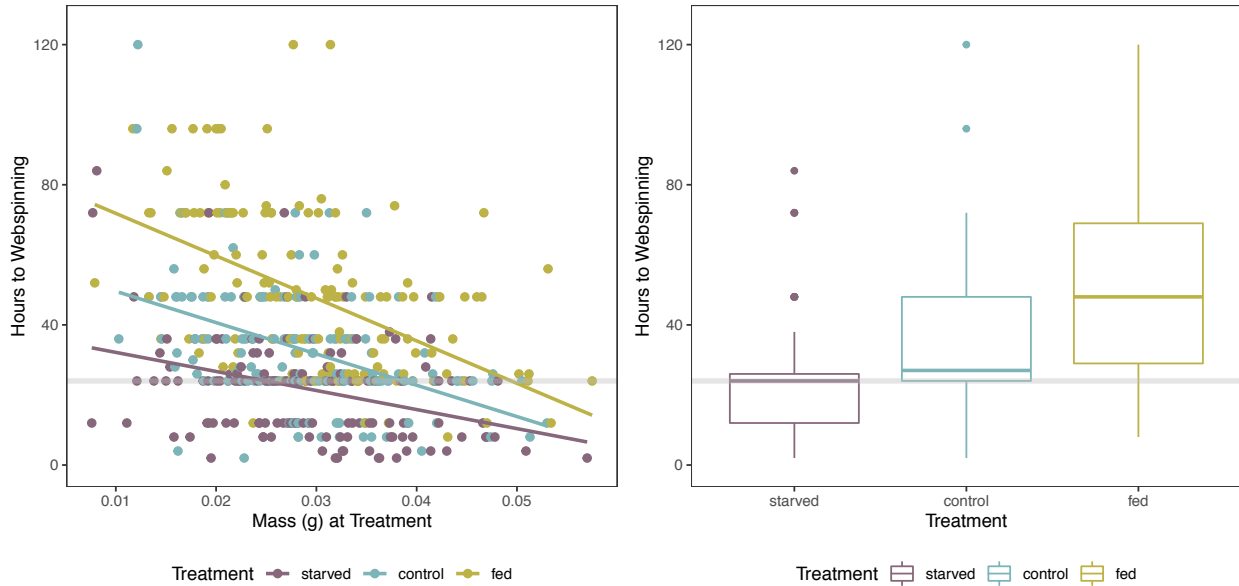 120
80
40
0
Hours to Webspinning
0.01 0.02 0.03 0.04 0.05
Mass (g) at Treatment
Treatment starved control fed
120
80
40
0
Hours to Webspinning
starved control fed
Treatment
Treatment starved control fed